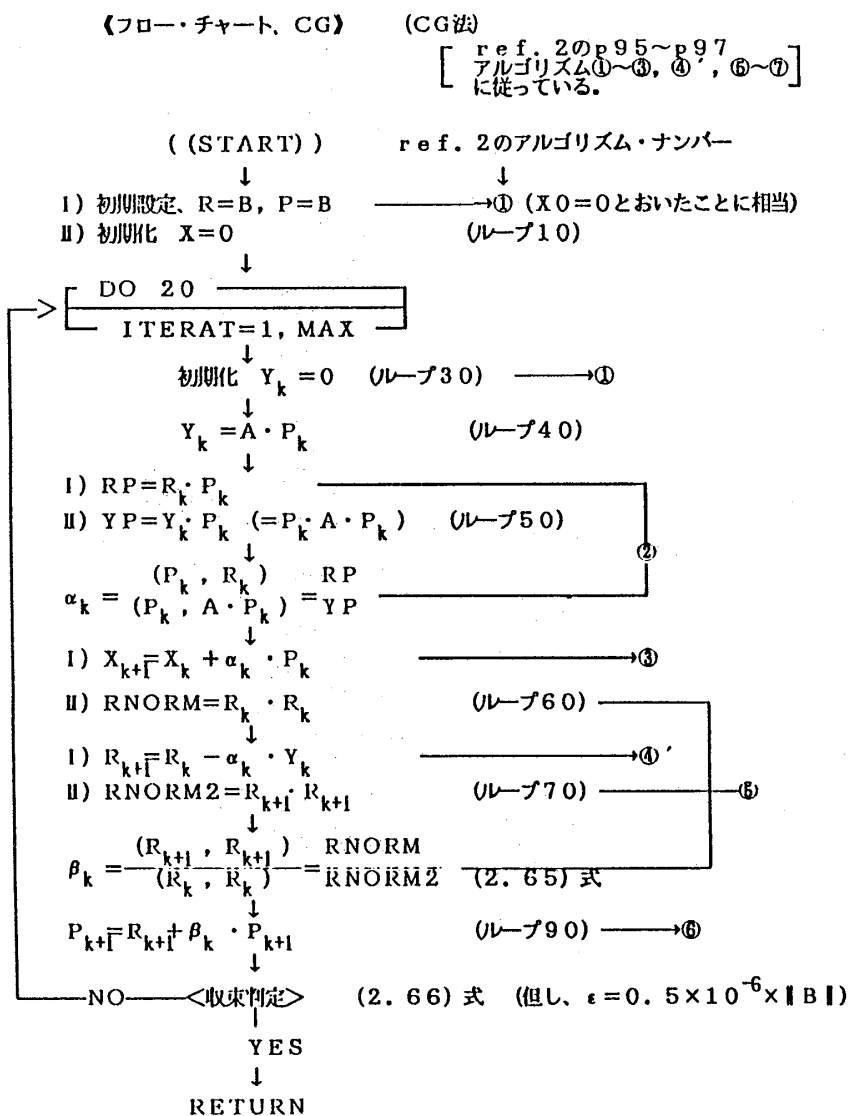 《フロー・チャート、CG》 (CG法)
ref. 2のp95~p97
アルゴリズム①~③, ④′, ⑥~⑦
に従っている。
((START)) ref. 2のアルゴリズム・ナンバー
↓ ↓
I) 初期設定、R=B, P=B →① (X0=0とおいたことに相当)
II) 初期化 X=0 (ループ10)
↓
DO 20
ITERAT=1, MAX
↓
初期化 Y_k=0 (ループ30) →①
↓
Y_k=A・P_k (ループ40)
↓
I) RP=R_k・P_k
II) YP=Y_k・P_k (=P_k・A・P_k) (ループ50)
②
↓
α_k=(P_k, R_k)/(P_k, A・P_k)=RP/YP
↓
I) X_{k+1}=X_k+α_k・P_k →③
II) RNORM=R_k・R_k (ループ60)
↓
I) R_{k+1}=R_k-α_k・Y_k →④′
II) RNORM2=R_{k+1}・R_{k+1} (ループ70) ⑤
↓
β_k=(R_{k+1}, R_{k+1})/(R_k, R_k)=RNORM/RNORM2 (2.65)式
↓
P_{k+1}=R_{k+1}+β_k・P_{k+1} (ループ90) →⑥
↓
NO <収束判定> (2.66)式 (但し、ε=0.5×10^{-6}×‖B‖)
YES
↓
RETURN